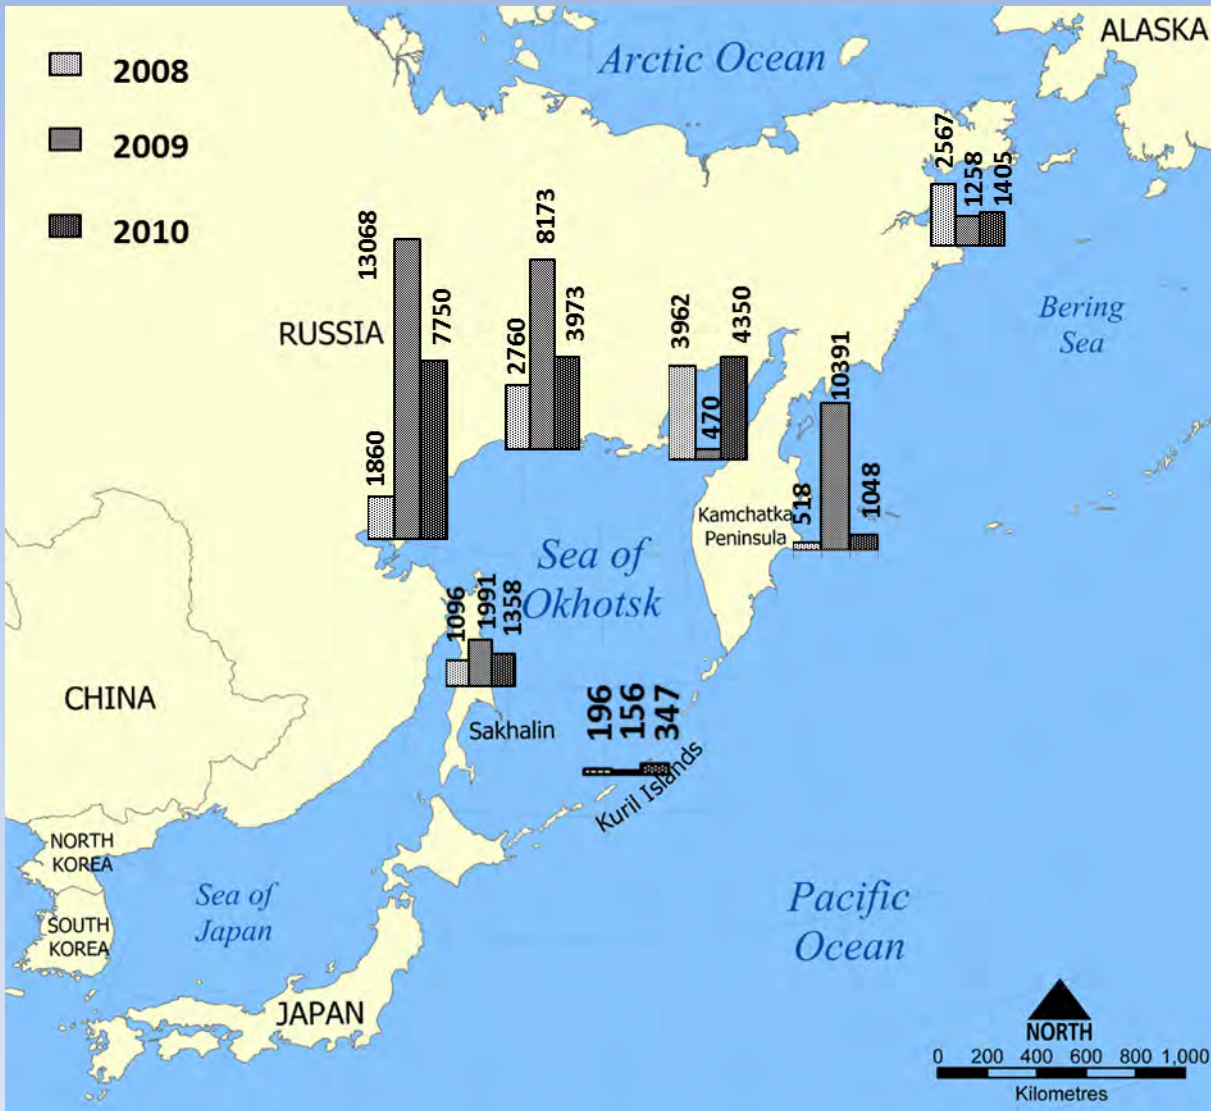 2008
2009
2010
Arctic Ocean
ALASKA
2567
1258
1405
Bering
Sea
RUSSIA
1860
13068
7750
2760
8173
3973
3962
470
4350
518
10391
1048
Kamchatka
Peninsula
Sea of
Okhotsk
1096
1991
1358
CHINA
Sakhalin
196
156
347
Kuril Islands
NORTH
KOREA
SOUTH
KOREA
Sea of
Japan
JAPAN
Pacific
Ocean
NORTH
0 200 400 600 800 1,000
Kilometres